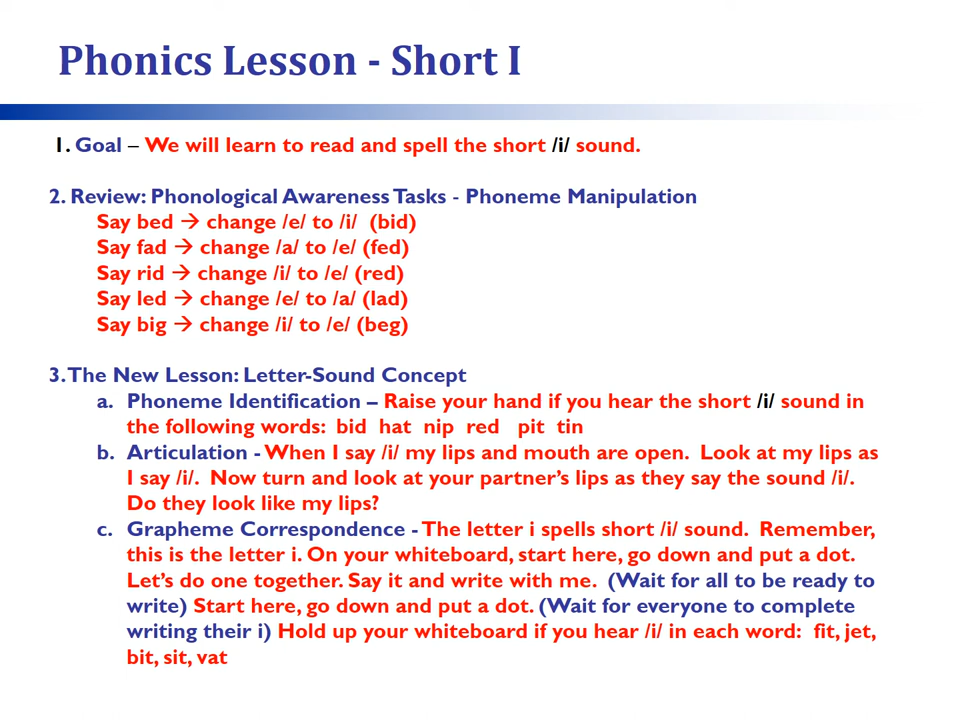 Phonics Lesson - Short I
1. Goal – We will learn to read and spell the short /i/ sound.
2. Review: Phonological Awareness Tasks - Phoneme Manipulation
Say bed → change /e/ to /i/ (bid)
Say fad → change /a/ to /e/ (fed)
Say rid → change /i/ to /e/ (red)
Say led → change /e/ to /a/ (lad)
Say big → change /i/ to /e/ (beg)
3. The New Lesson: Letter-Sound Concept
a. Phoneme Identification – Raise your hand if you hear the short /i/ sound in
the following words: bid hat nip red pit tin
b. Articulation - When I say /i/ my lips and mouth are open. Look at my lips as
I say /i/. Now turn and look at your partner's lips as they say the sound /i/.
Do they look like my lips?
c. Grapheme Correspondence - The letter i spells short /i/ sound. Remember,
this is the letter i. On your whiteboard, start here, go down and put a dot.
Let's do one together. Say it and write with me. (Wait for all to be ready to
write) Start here, go down and put a dot. (Wait for everyone to complete
writing their i) Hold up your whiteboard if you hear /i/ in each word: fit, jet,
bit, sit, vat